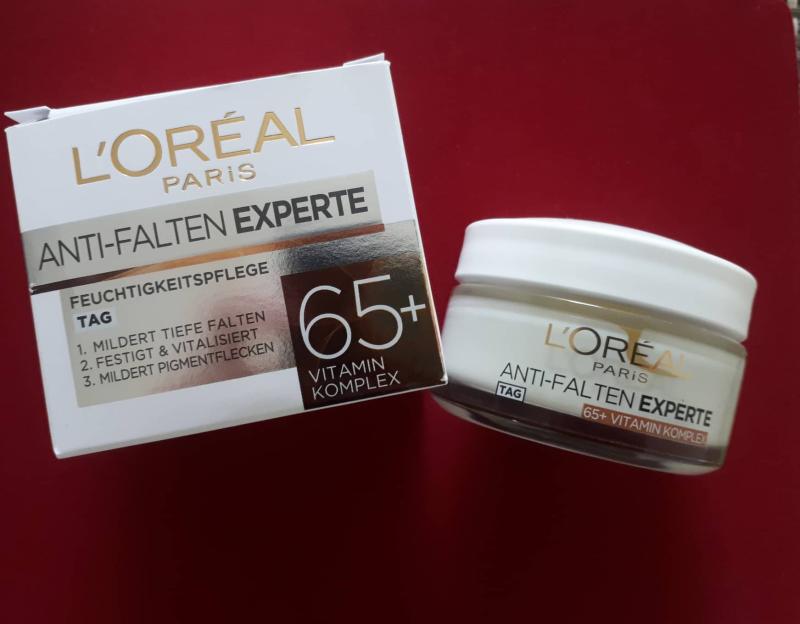 L'ORÉAL
PARIS
ANTI-FALTEN EXPERTE
FEUCHTIGKEITSPFLEGE
TAG
1. MILDERT TIEFE FALTEN
2. FESTIGT & VITALISIERT
3. MILDERT PIGMENTFLECKEN
65+
VITAMIN
KOMPLEX
L'ORÉAL
PARIS
ANTI-FALTEN EXPERTE
TAG
65+ VITAMIN KOMPLEX